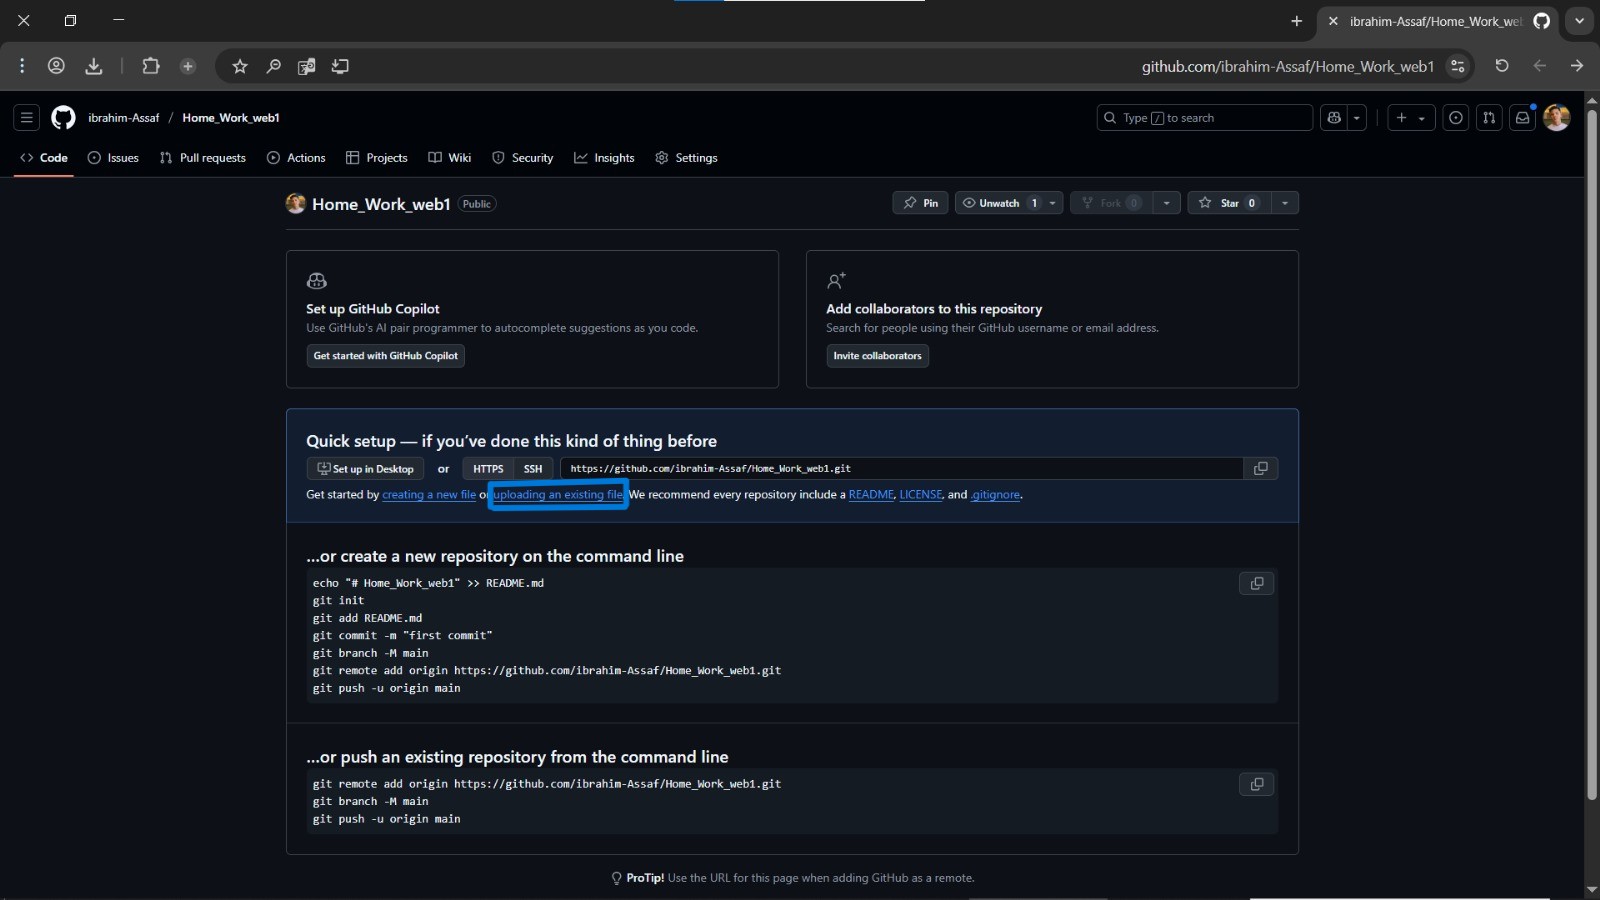 ibrahim-Assaf/Home_Work_we
github.com/ibrahim-Assaf/Home_Work_web1
ibrahim-Assaf / Home_Work_web1
Type / to search
Code Issues Pull requests Actions Projects Wiki Security Insights Settings
Home_Work_web1 Public
Pin Unwatch 1 Fork 0 Star 0
Set up GitHub Copilot
Use GitHub's AI pair programmer to autocomplete suggestions as you code.
Get started with GitHub Copilot
Add collaborators to this repository
Search for people using their GitHub username or email address.
Invite collaborators
Quick setup — if you've done this kind of thing before
Set up in Desktop or HTTPS SSH https://github.com/ibrahim-Assaf/Home_Work_web1.git
Get started by creating a new file or uploading an existing file. We recommend every repository include a README, LICENSE, and .gitignore.
...or create a new repository on the command line
echo "# Home_Work_web1" >> README.md
git init
git add README.md
git commit -m "first commit"
git branch -M main
git remote add origin https://github.com/ibrahim-Assaf/Home_Work_web1.git
git push -u origin main
...or push an existing repository from the command line
git remote add origin https://github.com/ibrahim-Assaf/Home_Work_web1.git
git branch -M main
git push -u origin main
ProTip! Use the URL for this page when adding GitHub as a remote.